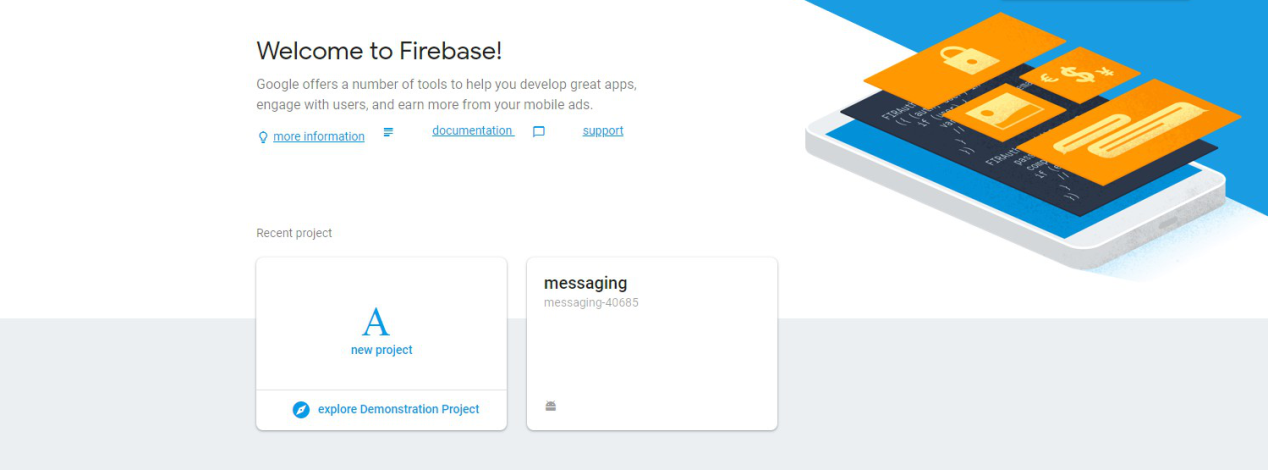 Welcome to Firebase!
Google offers a number of tools to help you develop great apps,
engage with users, and earn more from your mobile ads.
more information documentation support
Recent project
A
new project
explore Demonstration Project
messaging
messaging-40685